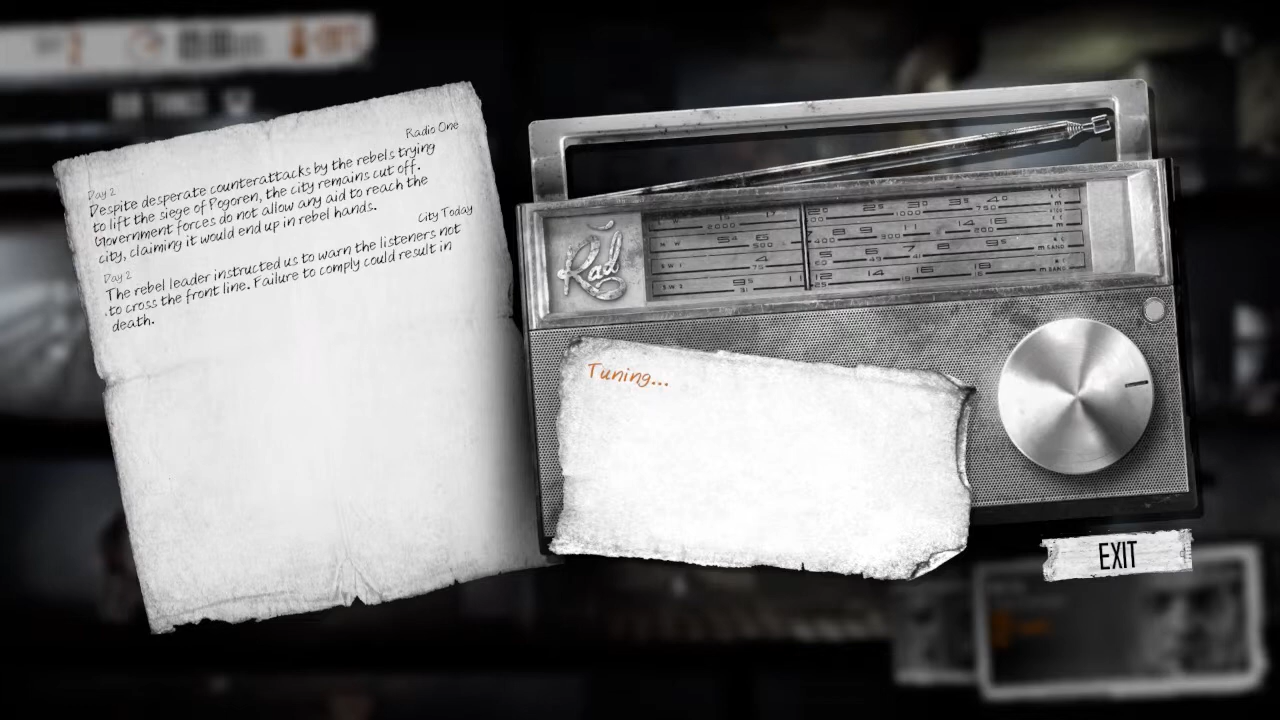 Radio One
Day 2
Despite desperate counterattacks by the rebels trying
to lift the siege of Pogoren, the city remains cut off.
Government forces do not allow any aid to reach the
city, claiming it would end up in rebel hands.
City Today
Day 2
The rebel leader instructed us to warn the listeners not
to cross the front line. Failure to comply could result in
death.
Rad
Tuning...
EXIT